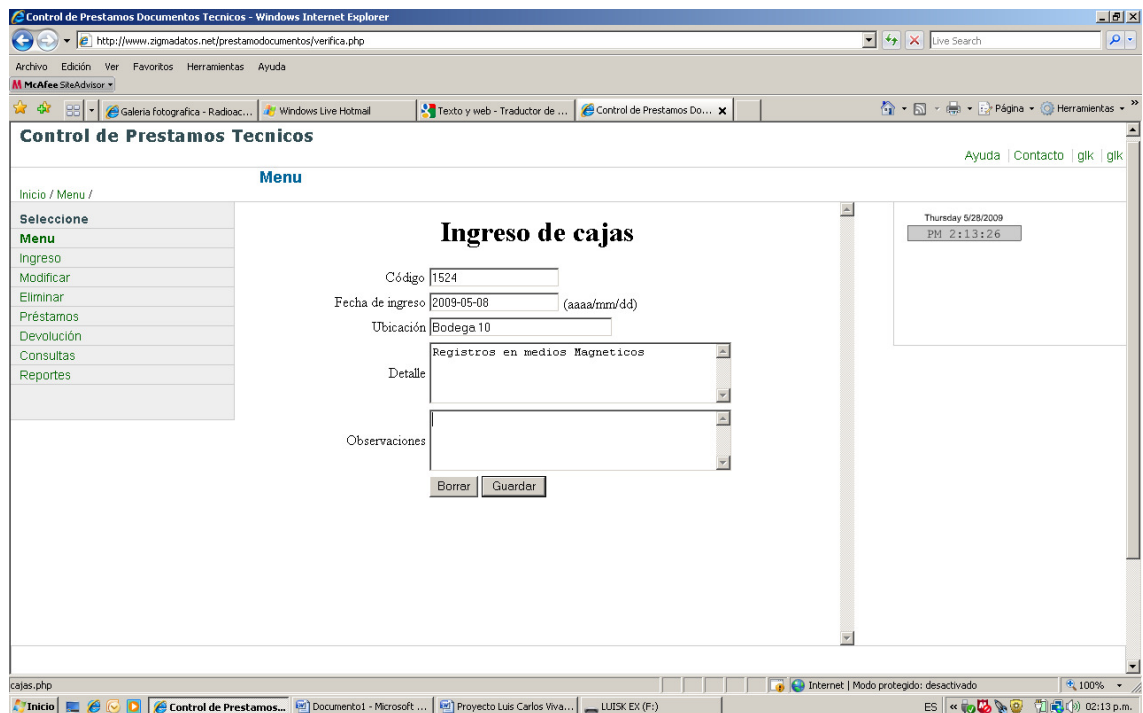 Control de Prestamos Documentos Tecnicos - Windows Internet Explorer
http://www.zigmadatos.net/prestamodocumentos/verifica.php
Live Search
Archivo Edición Ver Favoritos Herramientas Ayuda
McAfee SiteAdvisor
Galeria fotografica - Radioac... Windows Live Hotmail Texto y web - Traductor de ... Control de Prestamos Do... Página Herramientas
Control de Prestamos Tecnicos
Ayuda Contacto glk glk
Menu
Inicio / Menu /
Seleccione
Menu
Ingreso
Modificar
Eliminar
Préstamos
Devolución
Consultas
Reportes
Ingreso de cajas
Código 1524
Fecha de ingreso 2009-05-08 (aaaa/mm/dd)
Ubicación Bodega 10
Detalle Registros en medios Magneticos
Observaciones
Borrar Guardar
Thursday 5/28/2009
PM 2:13:26
cajas.php Internet | Modo protegido: desactivado 100%
Inicio Control de Prestamos... Documento1 - Microsoft ... Proyecto Luis Carlos Viva... LUISK EX (F:) ES 02:13 p.m.